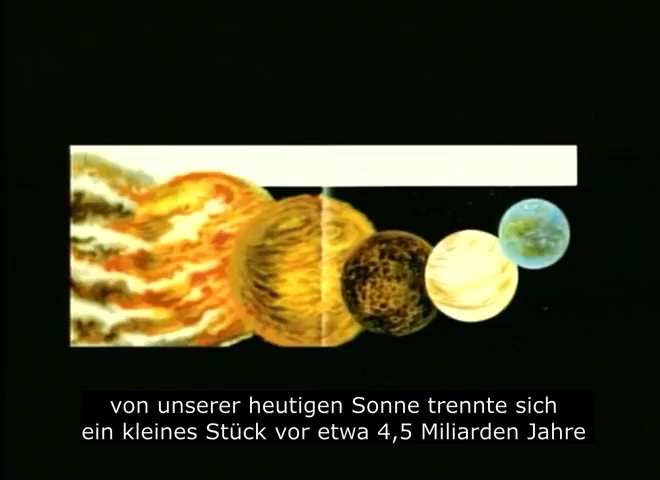 von unserer heutigen Sonne trennte sich
ein kleines Stück vor etwa 4,5 Miliarden Jahre